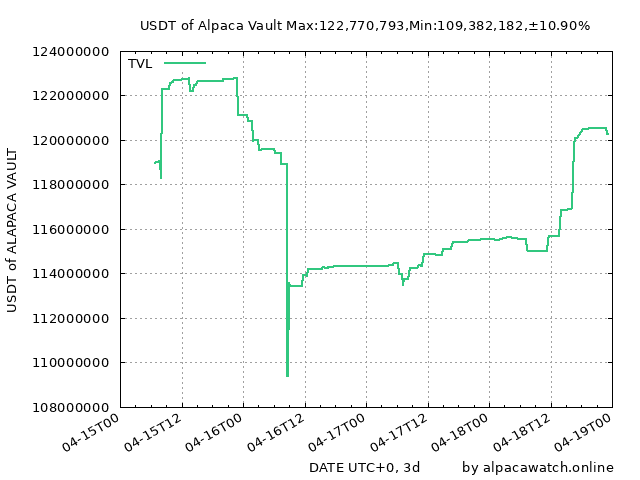 USDT of Alpaca Vault Max:122,770,793,Min:109,382,182,±10.90%
TVL
124000000
122000000
120000000
118000000
116000000
114000000
112000000
110000000
108000000
USDT of ALAPACA VAULT
04-15T00
04-15T12
04-16T00
04-16T12
04-17T00
04-17T12
04-18T00
04-18T12
04-19T00
DATE UTC+0, 3d
by alpacawatch.online